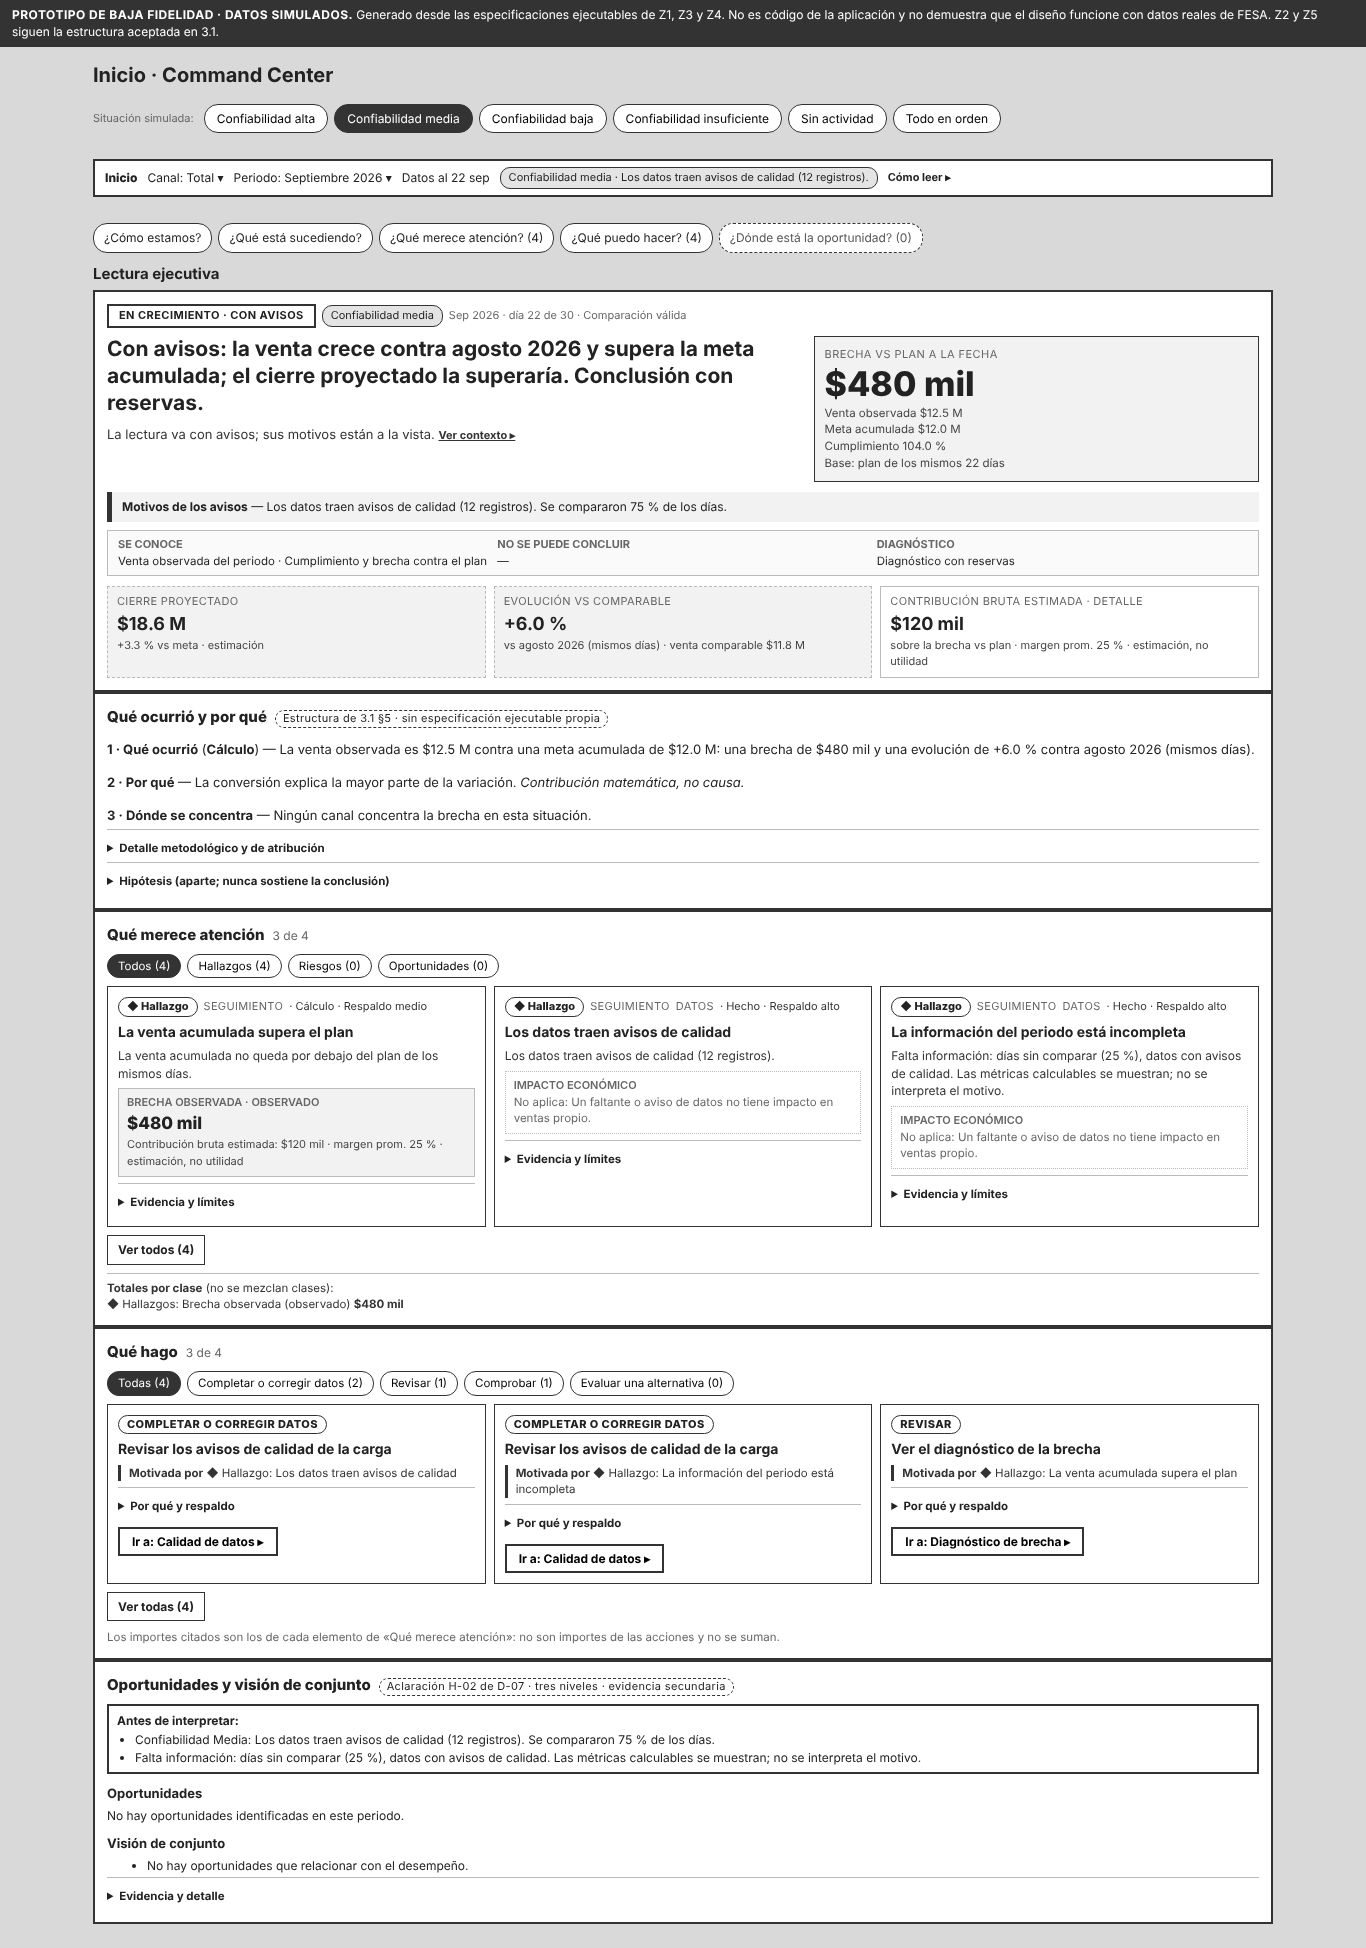 PROTOTIPO DE BAJA FIDELIDAD · DATOS SIMULADOS. Generado desde las especificaciones ejecutables de Z1, Z3 y Z4. No es código de la aplicación y no demuestra que el diseño funcione con datos reales de FESA. Z2 y Z5
siguen la estructura aceptada en 3.1.
Inicio · Command Center
Situación simulada: Confiabilidad alta Confiabilidad media Confiabilidad baja Confiabilidad insuficiente Sin actividad Todo en orden
Inicio Canal: Total ▾ Periodo: Septiembre 2026 ▾ Datos al 22 sep Confiabilidad media · Los datos traen avisos de calidad (12 registros). Cómo leer ▸
¿Cómo estamos? ¿Qué está sucediendo? ¿Qué merece atención? (4) ¿Qué puedo hacer? (4) ¿Dónde está la oportunidad? (0)
Lectura ejecutiva
EN CRECIMIENTO · CON AVISOS Confiabilidad media Sep 2026 · día 22 de 30 · Comparación válida
Con avisos: la venta crece contra agosto 2026 y supera la meta
acumulada; el cierre proyectado la superaría. Conclusión con
reservas.
La lectura va con avisos; sus motivos están a la vista. Ver contexto ▸
BRECHA VS PLAN A LA FECHA
$480 mil
Venta observada $12.5 M
Meta acumulada $12.0 M
Cumplimiento 104.0 %
Base: plan de los mismos 22 días
Motivos de los avisos — Los datos traen avisos de calidad (12 registros). Se compararon 75 % de los días.
SE CONOCE
Venta observada del periodo · Cumplimiento y brecha contra el plan
NO SE PUEDE CONCLUIR
—
DIAGNÓSTICO
Diagnóstico con reservas
CIERRE PROYECTADO
$18.6 M
+3.3 % vs meta · estimación
EVOLUCIÓN VS COMPARABLE
+6.0 %
vs agosto 2026 (mismos días) · venta comparable $11.8 M
CONTRIBUCIÓN BRUTA ESTIMADA · DETALLE
$120 mil
sobre la brecha vs plan · margen prom. 25 % · estimación, no
utilidad
Qué ocurrió y por qué Estructura de 3.1 §5 · sin especificación ejecutable propia
1 · Qué ocurrió (Cálculo) — La venta observada es $12.5 M contra una meta acumulada de $12.0 M: una brecha de $480 mil y una evolución de +6.0 % contra agosto 2026 (mismos días).
2 · Por qué — La conversión explica la mayor parte de la variación. Contribución matemática, no causa.
3 · Dónde se concentra — Ningún canal concentra la brecha en esta situación.
▶ Detalle metodológico y de atribución
▶ Hipótesis (aparte; nunca sostiene la conclusión)
Qué merece atención 3 de 4
Todos (4) Hallazgos (4) Riesgos (0) Oportunidades (0)
◆ Hallazgo SEGUIMIENTO · Cálculo · Respaldo medio
La venta acumulada supera el plan
La venta acumulada no queda por debajo del plan de los
mismos días.
BRECHA OBSERVADA · OBSERVADO
$480 mil
Contribución bruta estimada: $120 mil · margen prom. 25 % ·
estimación, no utilidad
▶ Evidencia y límites
◆ Hallazgo SEGUIMIENTO DATOS · Hecho · Respaldo alto
Los datos traen avisos de calidad
Los datos traen avisos de calidad (12 registros).
IMPACTO ECONÓMICO
No aplica: Un faltante o aviso de datos no tiene impacto en
ventas propio.
▶ Evidencia y límites
◆ Hallazgo SEGUIMIENTO DATOS · Hecho · Respaldo alto
La información del periodo está incompleta
Falta información: días sin comparar (25 %), datos con avisos
de calidad. Las métricas calculables se muestran; no se
interpreta el motivo.
IMPACTO ECONÓMICO
No aplica: Un faltante o aviso de datos no tiene impacto en
ventas propio.
▶ Evidencia y límites
Ver todos (4)
Totales por clase (no se mezclan clases):
◆ Hallazgos: Brecha observada (observado) $480 mil
Qué hago 3 de 4
Todas (4) Completar o corregir datos (2) Revisar (1) Comprobar (1) Evaluar una alternativa (0)
COMPLETAR O CORREGIR DATOS
Revisar los avisos de calidad de la carga
Motivada por ◆ Hallazgo: Los datos traen avisos de calidad
▶ Por qué y respaldo
Ir a: Calidad de datos ▸
COMPLETAR O CORREGIR DATOS
Revisar los avisos de calidad de la carga
Motivada por ◆ Hallazgo: La información del periodo está
incompleta
▶ Por qué y respaldo
Ir a: Calidad de datos ▸
REVISAR
Ver el diagnóstico de la brecha
Motivada por ◆ Hallazgo: La venta acumulada supera el plan
▶ Por qué y respaldo
Ir a: Diagnóstico de brecha ▸
Ver todas (4)
Los importes citados son los de cada elemento de «Qué merece atención»: no son importes de las acciones y no se suman.
Oportunidades y visión de conjunto Aclaración H-02 de D-07 · tres niveles · evidencia secundaria
Antes de interpretar:
• Confiabilidad Media: Los datos traen avisos de calidad (12 registros). Se compararon 75 % de los días.
• Falta información: días sin comparar (25 %), datos con avisos de calidad. Las métricas calculables se muestran; no se interpreta el motivo.
Oportunidades
No hay oportunidades identificadas en este periodo.
Visión de conjunto
• No hay oportunidades que relacionar con el desempeño.
▶ Evidencia y detalle